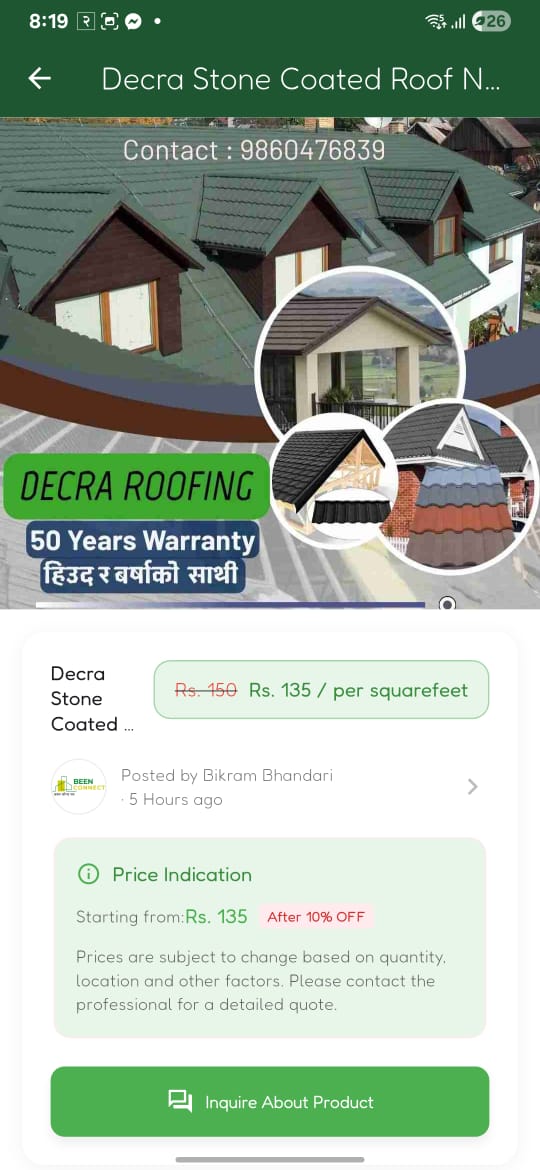 8:19
26
Decra Stone Coated Roof N...
Contact : 9860476839
DECRA ROOFING
50 Years Warranty
हिउद र बर्षाको साथी
Decra
Stone
Coated ...
Rs. 150 Rs. 135 / per squarefeet
BEEN
CONNECT
Posted by Bikram Bhandari
· 5 Hours ago
Price Indication
Starting from:Rs. 135 After 10% OFF
Prices are subject to change based on quantity,
location and other factors. Please contact the
professional for a detailed quote.
Inquire About Product